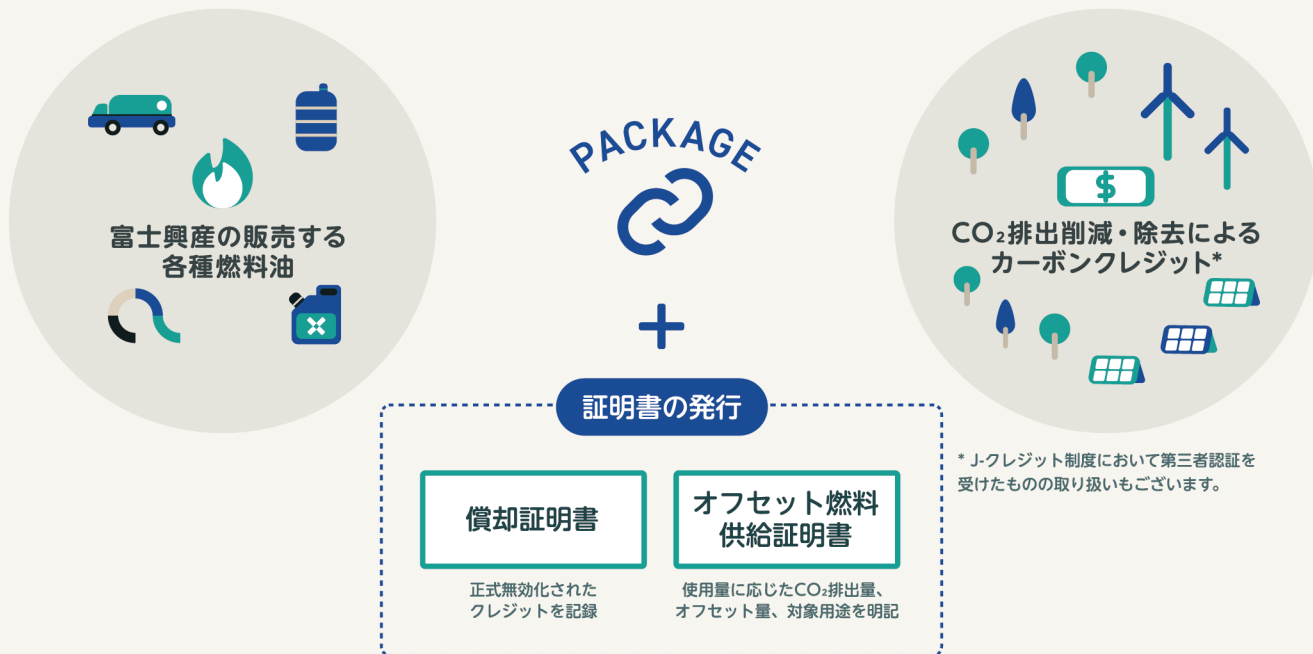 富士興産の販売する
各種燃料油
PACKAGE
$
CO₂排出削減・除去による
カーボンクレジット*
* J-クレジット制度において第三者認証を
受けたものの取り扱いもございます。
証明書の発行
償却証明書
正式無効化された
クレジットを記録
オフセット燃料
供給証明書
使用量に応じたCO₂排出量、
オフセット量、対象用途を明記